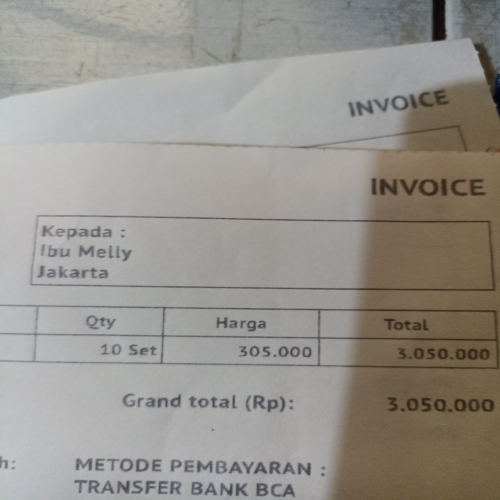 INVOICE
INVOICE
Kepada :
Ibu Melly
Jakarta
Qty Harga Total
10 Set 305.000 3.050.000
Grand total (Rp): 3.050.000
h: METODE PEMBAYARAN :
TRANSFER BANK BCA